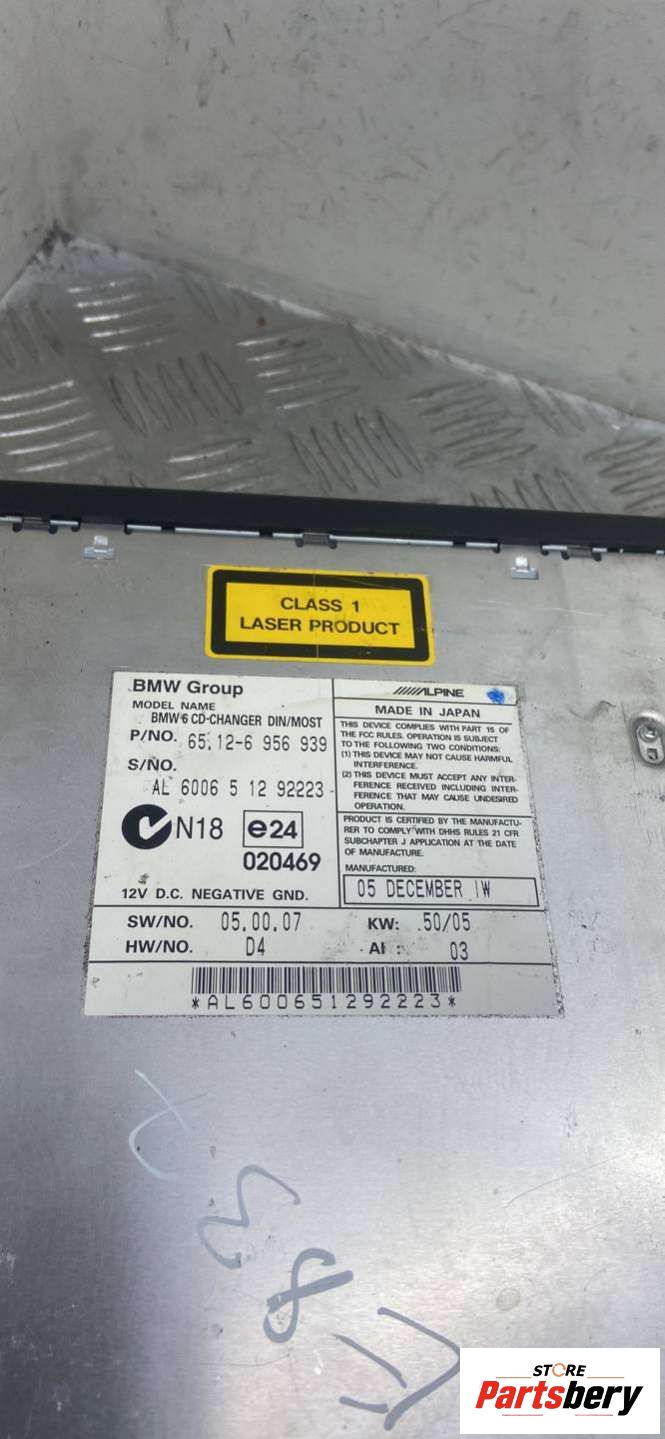 CLASS 1
LASER PRODUCT
BMW Group
MODEL NAME
BMW 6 CD-CHANGER DIN/MOST
P/NO. 65.12-6 956 939
S/NO.
AL 6006 5 12 92223
N18 e24
020469
12V D.C. NEGATIVE GND.
ALPINE
MADE IN JAPAN
THIS DEVICE COMPLIES WITH PART 15 OF
THE FCC RULES. OPERATION IS SUBJECT
TO THE FOLLOWING TWO CONDITIONS:
(1) THIS DEVICE MAY NOT CAUSE HARMFUL
INTERFERENCE.
(2) THIS DEVICE MUST ACCEPT ANY INTER-
FERENCE RECEIVED INCLUDING INTER-
FERENCE THAT MAY CAUSE UNDESIRED
OPERATION.
PRODUCT IS CERTIFIED BY THE MANUFACTU-
RER TO COMPLY WITH DHHS RULES 21 CFR
SUBCHAPTER J APPLICATION AT THE DATE
OF MANUFACTURE.
MANUFACTURED:
05 DECEMBER IW
SW/NO. 05.00.07 KW: 50/05
HW/NO. D4 AI : 03
*AL600651292223*
STORE
Partsbery